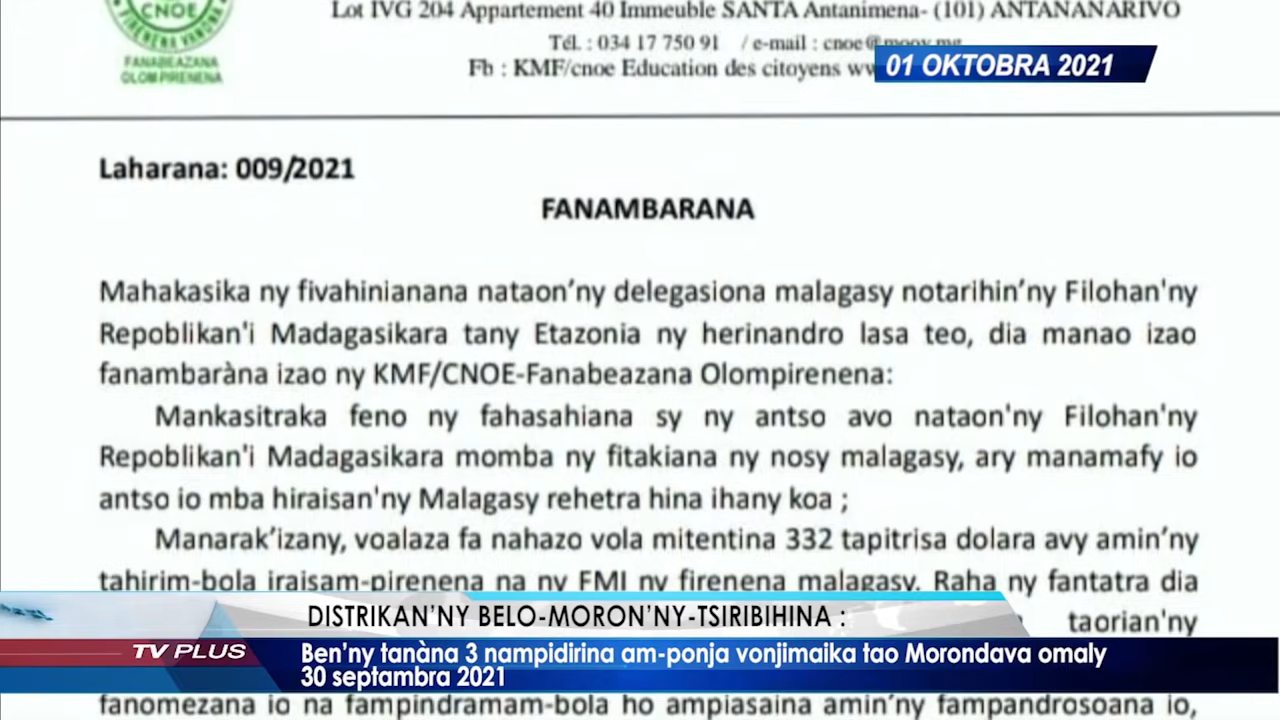 CNOE
FANABEAZANA
OLOMPIRENENA
Lot IVG 204 Appartement 40 Immeuble SANTA Antanimena- (101) ANTANANARIVO
Tél. : 034 17 750 91 / e-mail : cnoe@moov.mg
Fb : KMF/cnoe Education des citoyens
01 OKTOBRA 2021
Laharana: 009/2021
FANAMBARANA
Mahakasika ny fivahinianana nataon’ny delegasiona malagasy notarihin’ny Filohan'ny
Repoblikan'i Madagasikara tany Etazonia ny herinandro lasa teo, dia manao izao
fanambaràna izao ny KMF/CNOE-Fanabeazana Olompirenena:
Mankasitraka feno ny fahasahiana sy ny antso avo nataon'ny Filohan'ny
Repoblikan'i Madagasikara momba ny fitakiana ny nosy malagasy, ary manamafy io
antso io mba hiraisan'ny Malagasy rehetra hina ihany koa ;
Manarak’izany, voalaza fa nahazo vola mitentina 332 tapitrisa dolara avy amin’ny
tahirim-bola iraisam-pirenena na ny FMI ny firenena malagasy. Raha ny fantatra dia
taorian'ny
DISTRIKAN’NY BELO-MORON’NY-TSIRIBIHINA :
TV PLUS
Ben’ny tanàna 3 nampidirina am-ponja vonjimaika tao Morondava omaly
30 septambra 2021
fanomezana io na fampindramam-bola ho ampiasaina amin’ny fampandrosoana io,